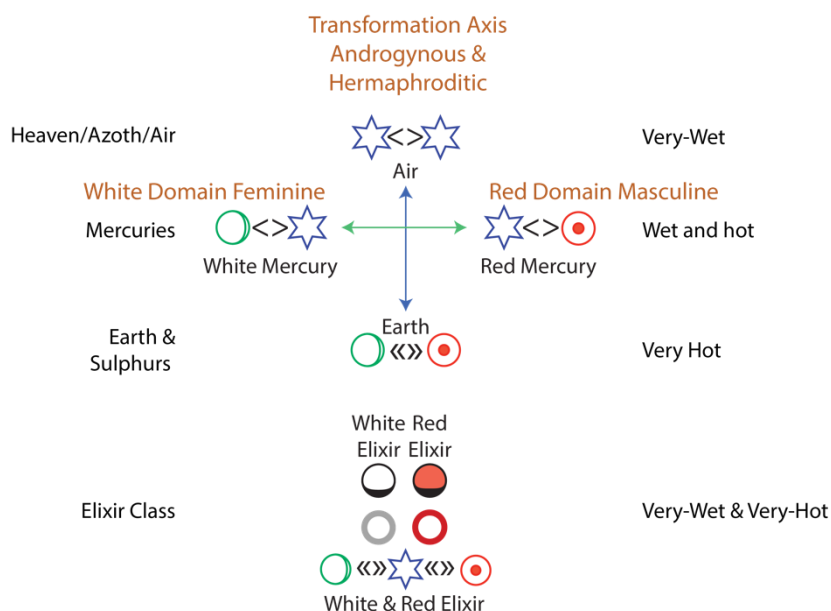 Transformation Axis
Androgynous &
Hermaphroditic
Heaven/Azoth/Air
< >
Very-Wet
Air
White Domain Feminine
Red Domain Masculine
Mercuries
< >
< >
Wet and hot
White Mercury
Red Mercury
Earth &
Sulphurs
Earth
«»
Very Hot
White Red
Elixir Elixir
Elixir Class
Very-Wet & Very-Hot
«» «»
White & Red Elixir